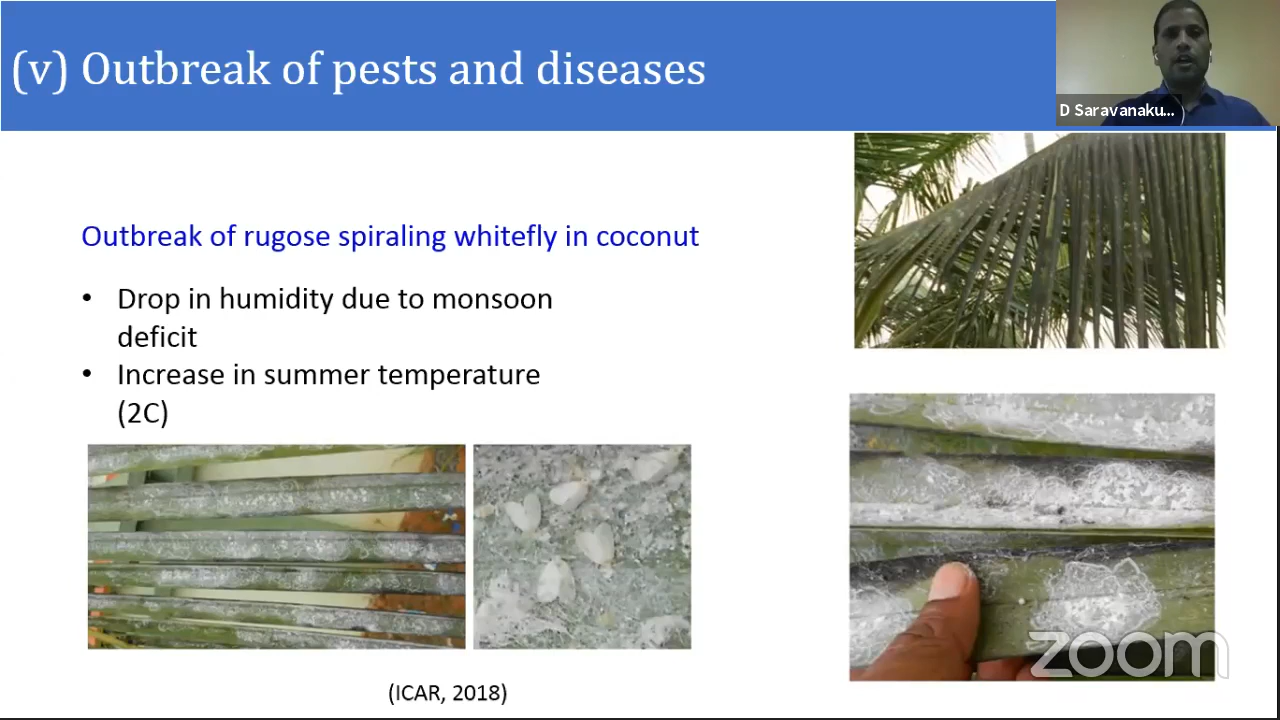 (v) Outbreak of pests and diseases
D Saravanaku...
Outbreak of rugose spiraling whitefly in coconut
• Drop in humidity due to monsoon
deficit
• Increase in summer temperature
(2C)
zoom
(ICAR, 2018)